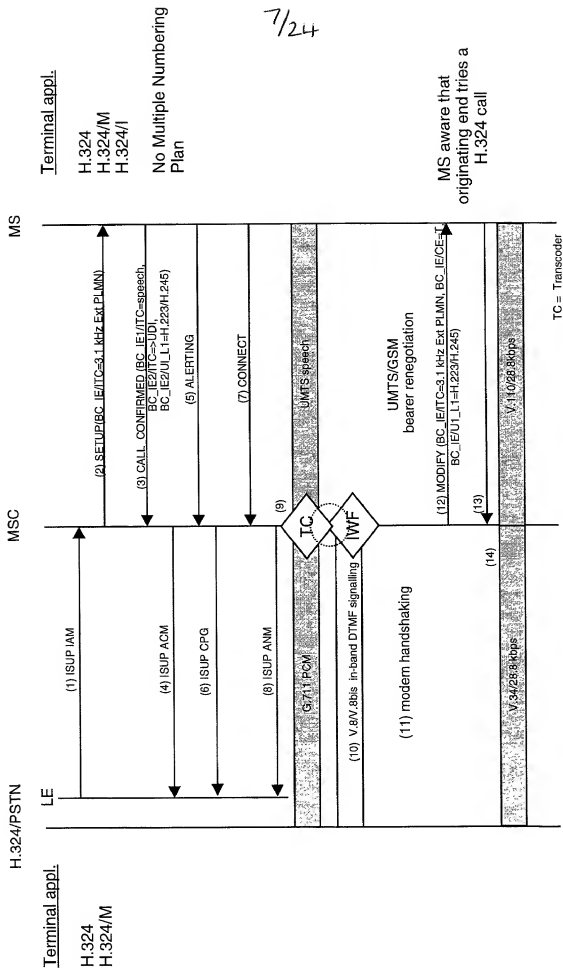 7/24
H.324/PSTN
MSC
MS
LE
Terminal appl.
H.324
H.324/M
Terminal appl.
H.324
H.324/M
H.324/I
No Multiple Numbering
Plan
(1) ISUP IAM
(2) SETUP(BC_IE/ITC=3.1 kHz Ext PLMN)
(3) CALL CONFIRMED (BC_IE1/ITC=speech,
BC_IE2/ITC=>UDI,
BC_IE2/UI_L1=H.223/H.245)
(4) ISUP ACM
(5) ALERTING
(6) ISUP CPG
(7) CONNECT
(8) ISUP ANM
(9)
G.711 PCM
TC
UMTS speech
IWF
(10) V.8/V.8bis in-band DTMF signalling
(11) modem handshaking
UMTS/GSM
bearer renegotiation
MS aware that
originating end tries a
H.324 call
(12) MODIFY (BC_IE/ITC=3.1 kHz Ext PLMN, BC_IE/CE=T,
BC_IE/U1_L1=H.223/H.245)
(13)
(14)
V.34/28.8 kbps
V.110/28.8kbps
TC = Transcoder